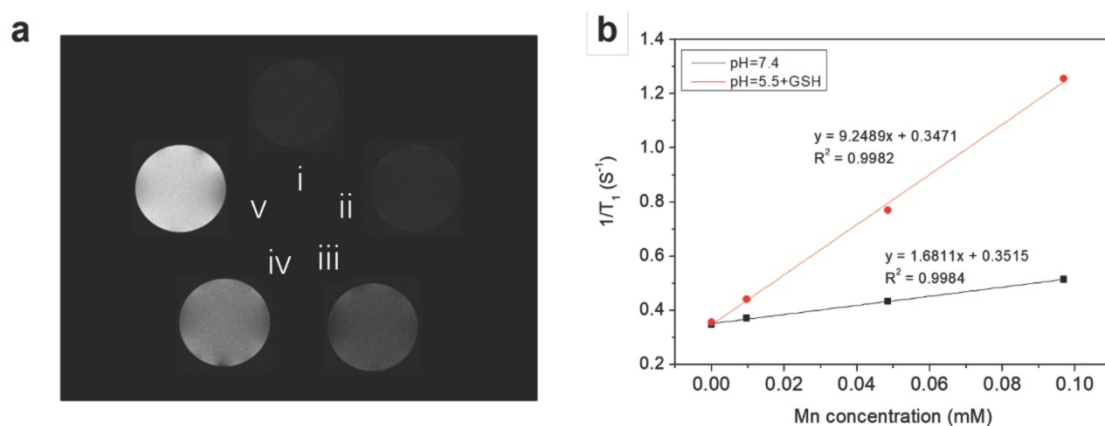 a
i
ii
iii
iv
v
b
1.4
1.2
1.0
0.8
0.6
0.4
0.2
1/T₁ (S⁻¹)
pH=7.4
pH=5.5+GSH
y = 9.2489x + 0.3471
R² = 0.9982
y = 1.6811x + 0.3515
R² = 0.9984
0.00 0.02 0.04 0.06 0.08 0.10
Mn concentration (mM)